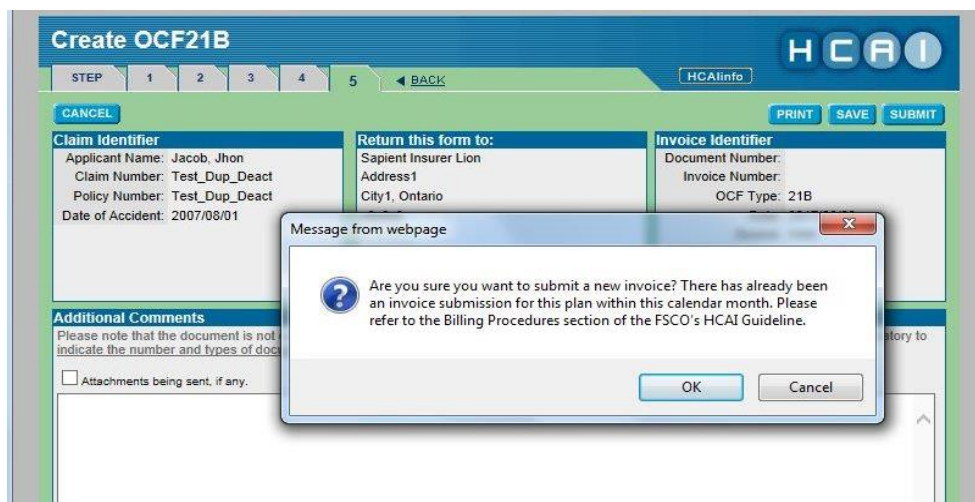 Create OCF21B
HCAI
STEP 1 2 3 4 5 ◄ BACK
HCAIinfo
CANCEL
PRINT SAVE SUBMIT
Claim Identifier
Applicant Name: Jacob, Jhon
Claim Number: Test_Dup_Deact
Policy Number: Test_Dup_Deact
Date of Accident: 2007/08/01
Return this form to:
Sapient Insurer Lion
Address1
City1, Ontario
Invoice Identifier
Document Number:
Invoice Number:
OCF Type: 21B
Message from webpage
X
Are you sure you want to submit a new invoice? There has already been
an invoice submission for this plan within this calendar month. Please
refer to the Billing Procedures section of the FSCO's HCAI Guideline.
OK Cancel
Additional Comments
Please note that the document is not
indicate the number and types of
Attachments being sent, if any.